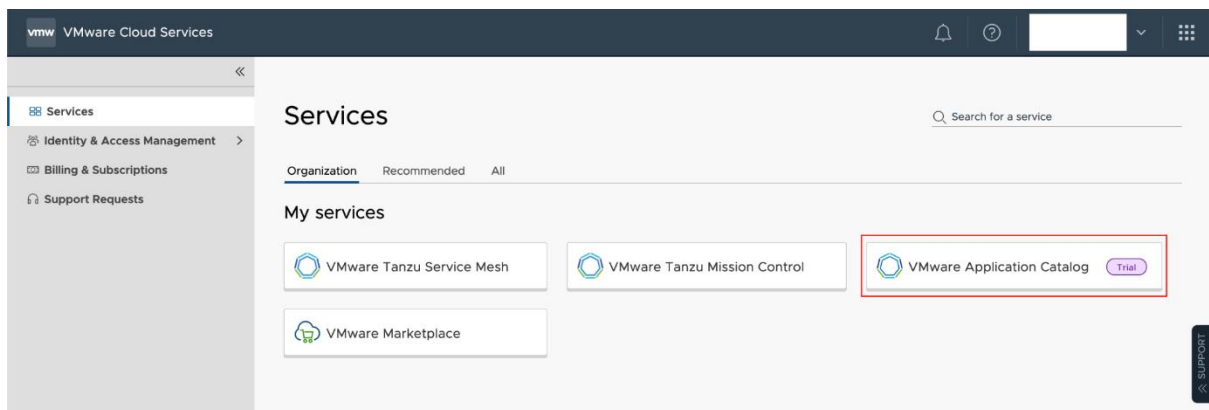 vmw VMware Cloud Services
Services
Identity & Access Management
Billing & Subscriptions
Support Requests
Services
Search for a service
Organization Recommended All
My services
VMware Tanzu Service Mesh
VMware Tanzu Mission Control
VMware Application Catalog Trial
VMware Marketplace
SUPPORT